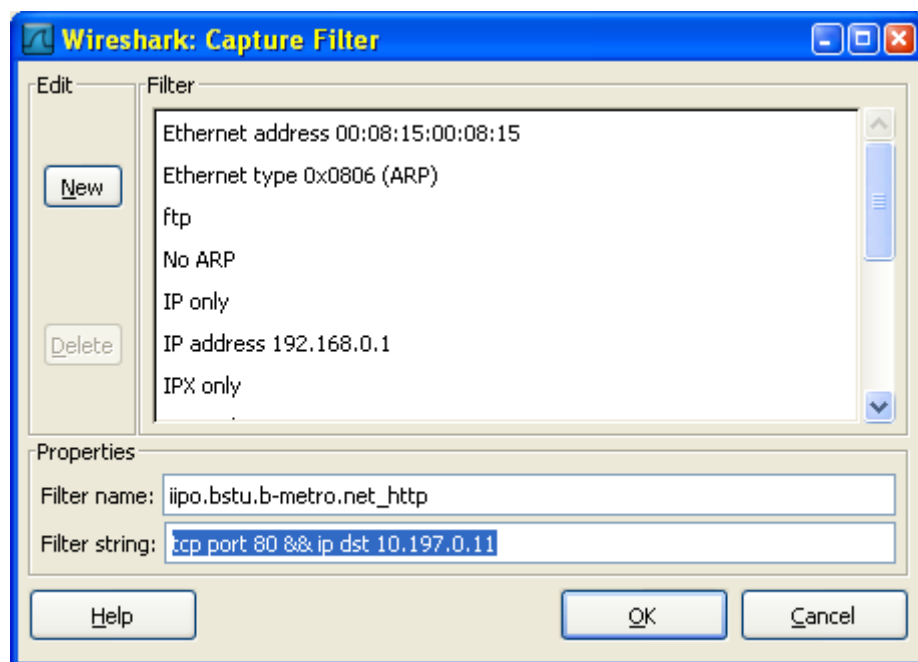 Wireshark: Capture Filter
Edit
Filter
New
Delete
Ethernet address 00:08:15:00:08:15
Ethernet type 0x0806 (ARP)
ftp
No ARP
IP only
IP address 192.168.0.1
IPX only
Properties
Filter name: iipo.bstu.b-metro.net_http
Filter string: tcp port 80 && ip dst 10.197.0.11
Help
OK
Cancel